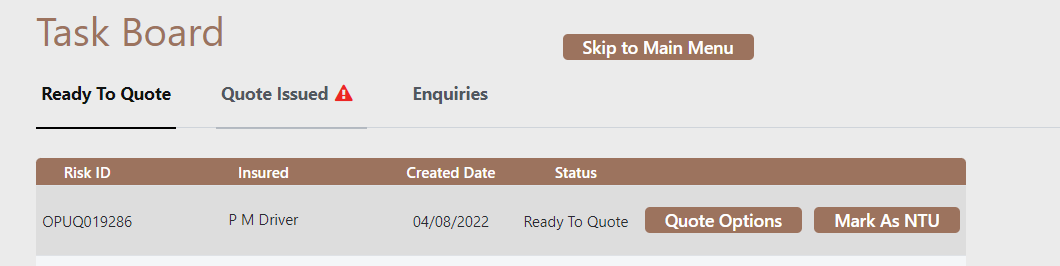 Task Board
Skip to Main Menu
Ready To Quote Quote Issued Enquiries
Risk ID Insured Created Date Status
OPUQ019286 P M Driver 04/08/2022 Ready To Quote Quote Options Mark As NTU